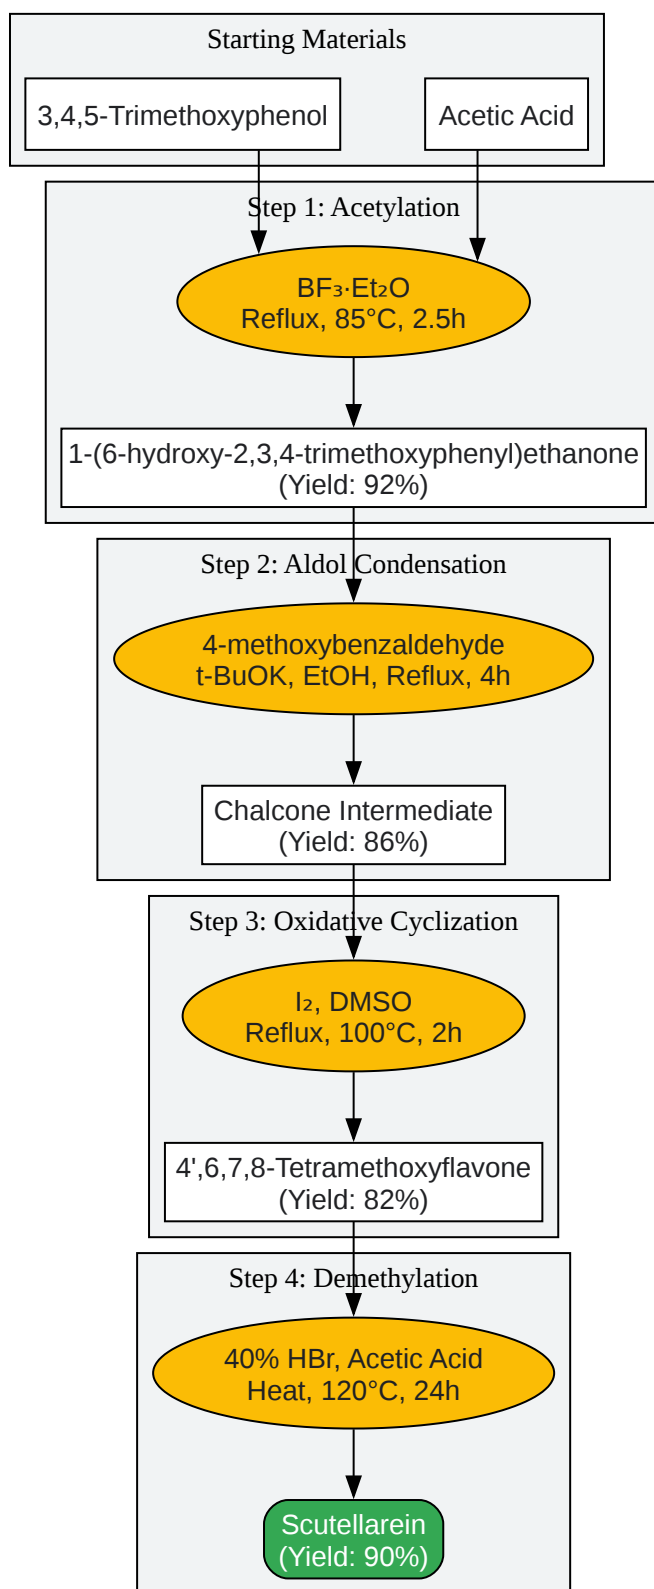 Starting Materials
3,4,5-Trimethoxyphenol
Acetic Acid
Step 1: Acetylation
BF₃·Et₂O
Reflux, 85°C, 2.5h
1-(6-hydroxy-2,3,4-trimethoxyphenyl)ethanone
(Yield: 92%)
Step 2: Aldol Condensation
4-methoxybenzaldehyde
t-BuOK, EtOH, Reflux, 4h
Chalcone Intermediate
(Yield: 86%)
Step 3: Oxidative Cyclization
I₂, DMSO
Reflux, 100°C, 2h
4',6,7,8-Tetramethoxyflavone
(Yield: 82%)
Step 4: Demethylation
40% HBr, Acetic Acid
Heat, 120°C, 24h
Scutellarein
(Yield: 90%)